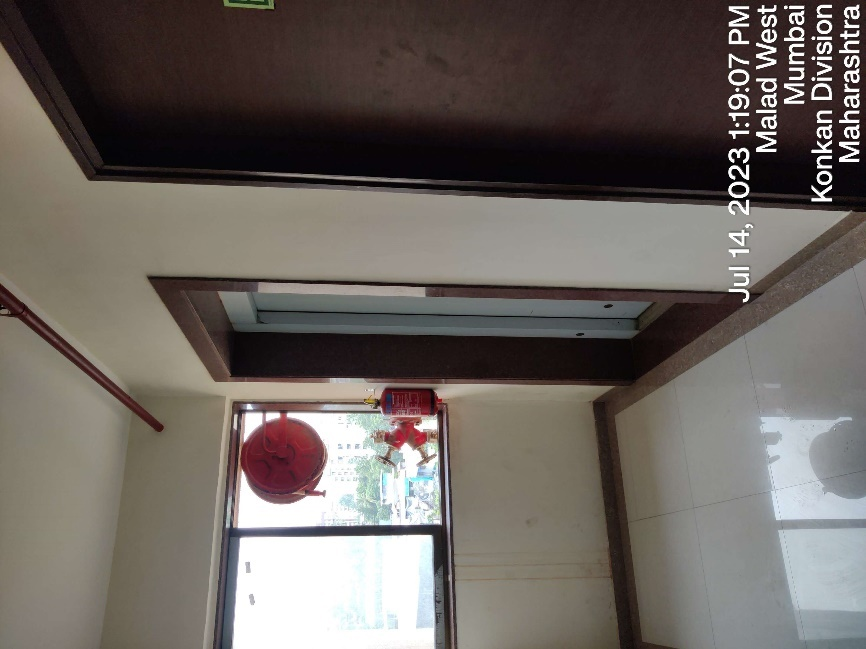 Jul 14, 2023 1:19:07 PM
Malad West
Mumbai
Konkan Division
Maharashtra